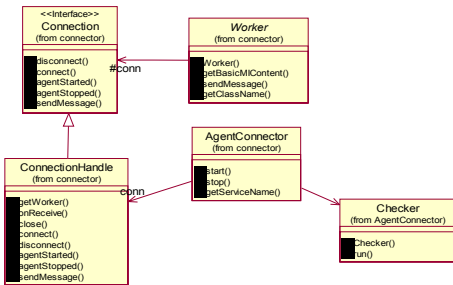 <<Interface>>
Connection
(from connector)
disconnect()
connect()
agentStarted()
agentStopped()
sendMessage()
#conn
Worker
(from connector)
Worker()
getBasicMIContent()
sendMessage()
getClassName()
ConnectionHandle
(from connector)
getWorker()
onReceive()
close()
connect()
disconnect()
agentStarted()
agentStopped()
sendMessage()
conn
AgentConnector
(from connector)
start()
stop()
getServiceName()
Checker
(from AgentConnector)
Checker()
run()